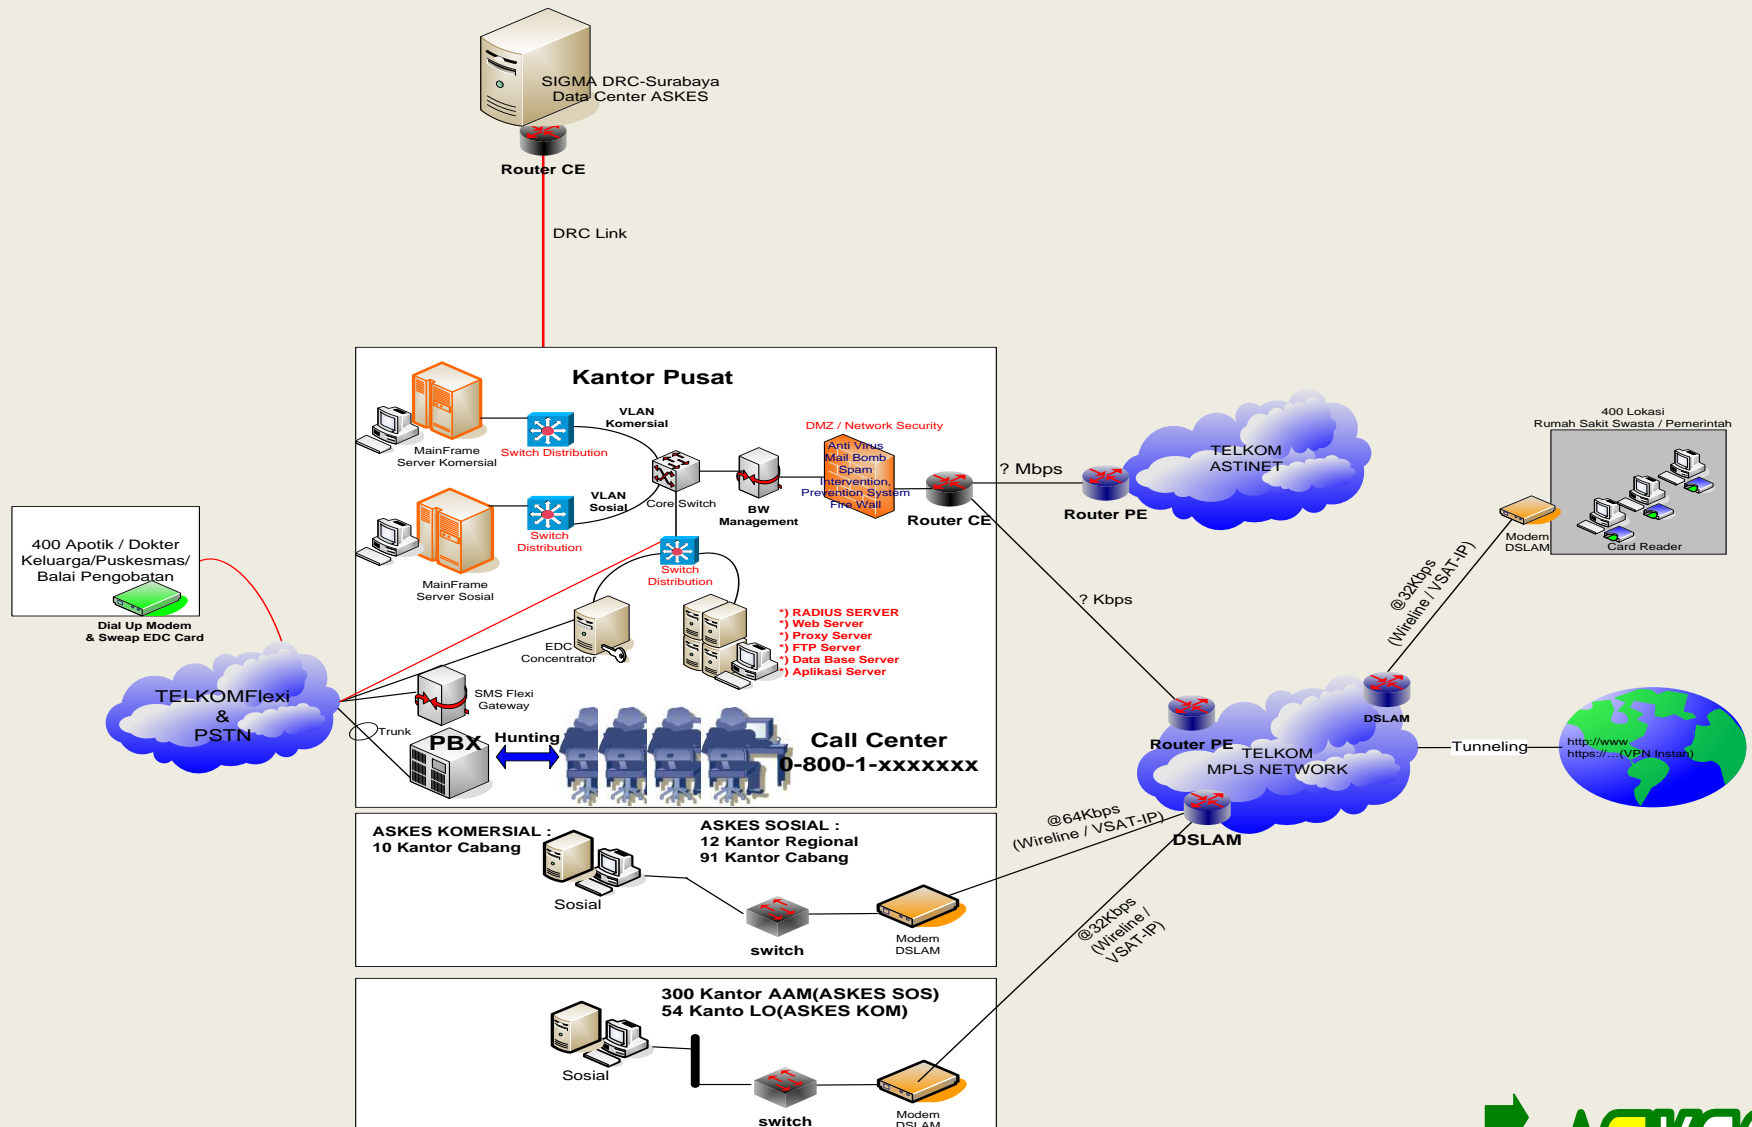 SIGMA DRC-Surabaya
Data Center ASKES
Router CE
DRC Link
Kantor Pusat
MainFrame
Server Komersial
Switch Distribution
VLAN
Komersial
MainFrame
Server Sosial
Switch
Distribution
VLAN
Sosial
Core Switch
BW
Management
DMZ / Network Security
Anti Virus
Mail Bomb
Spam
Intervention,
Prevention System
Fire Wall
Router CE
? Mbps
Router PE
TELKOM
ASTINET
400 Lokasi
Rumah Sakit Swasta / Pemerintah
Card Reader
Modem
DSLAM
@32Kbps
(Wireline / VSAT-IP)
400 Apotik / Dokter
Keluarga/Puskesmas/
Balai Pengobatan
Dial Up Modem
& Sweap EDC Card
TELKOMFlexi
&
PSTN
Switch
Distribution
EDC
Concentrator
*) RADIUS SERVER
*) Web Server
*) Proxy Server
*) FTP Server
*) Data Base Server
*) Aplikasi Server
SMS Flexi
Gateway
Trunk
PBX
Hunting
Call Center
0-800-1-xxxxxxx
? Kbps
Router PE
TELKOM
MPLS NETWORK
DSLAM
DSLAM
Tunneling
http://www
https://...(VPN Instan)
@64Kbps
(Wireline / VSAT-IP)
@32Kbps
(Wireline /
VSAT-IP)
ASKES KOMERSIAL :
10 Kantor Cabang
ASKES SOSIAL :
12 Kantor Regional
91 Kantor Cabang
Sosial
switch
Modem
DSLAM
300 Kantor AAM(ASKES SOS)
54 Kanto LO(ASKES KOM)
Sosial
switch
Modem
DSLAM